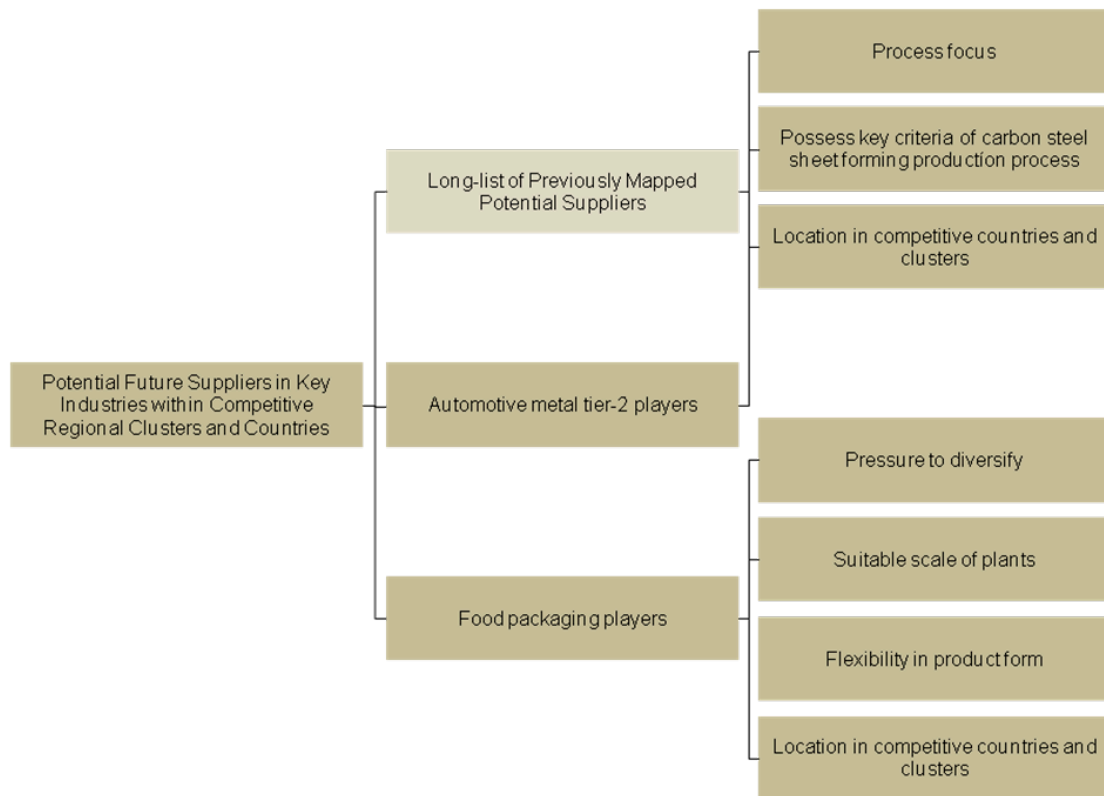 Process focus
Possess key criteria of carbon steel
sheet forming production process
Long-list of Previously Mapped
Potential Suppliers
Location in competitive countries and
clusters
Potential Future Suppliers in Key
Industries within Competitive
Regional Clusters and Countries
Automotive metal tier-2 players
Pressure to diversify
Suitable scale of plants
Food packaging players
Flexibility in product form
Location in competitive countries and
clusters